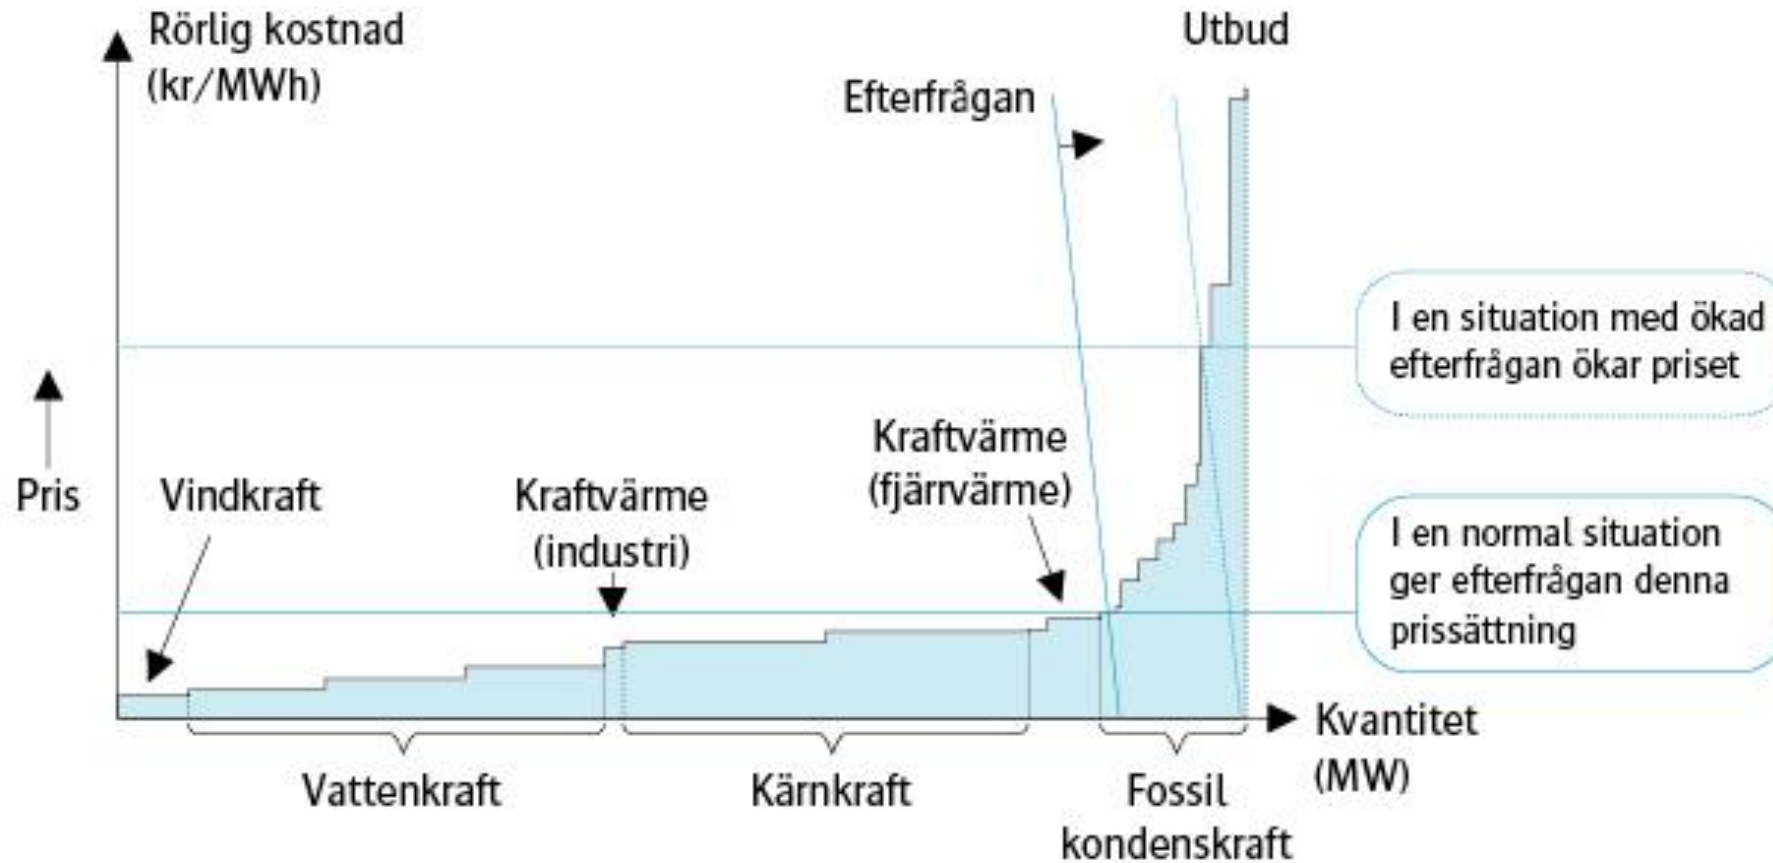 Rörlig kostnad
(kr/MWh)
Utbud
Efterfrågan
I en situation med ökad
efterfrågan ökar priset
Pris
Vindkraft
Kraftvärme
(industri)
Kraftvärme
(fjärrvärme)
I en normal situation
ger efterfrågan denna
prissättning
Kvantitet
(MW)
Vattenkraft
Kärnkraft
Fossil
kondenskraft